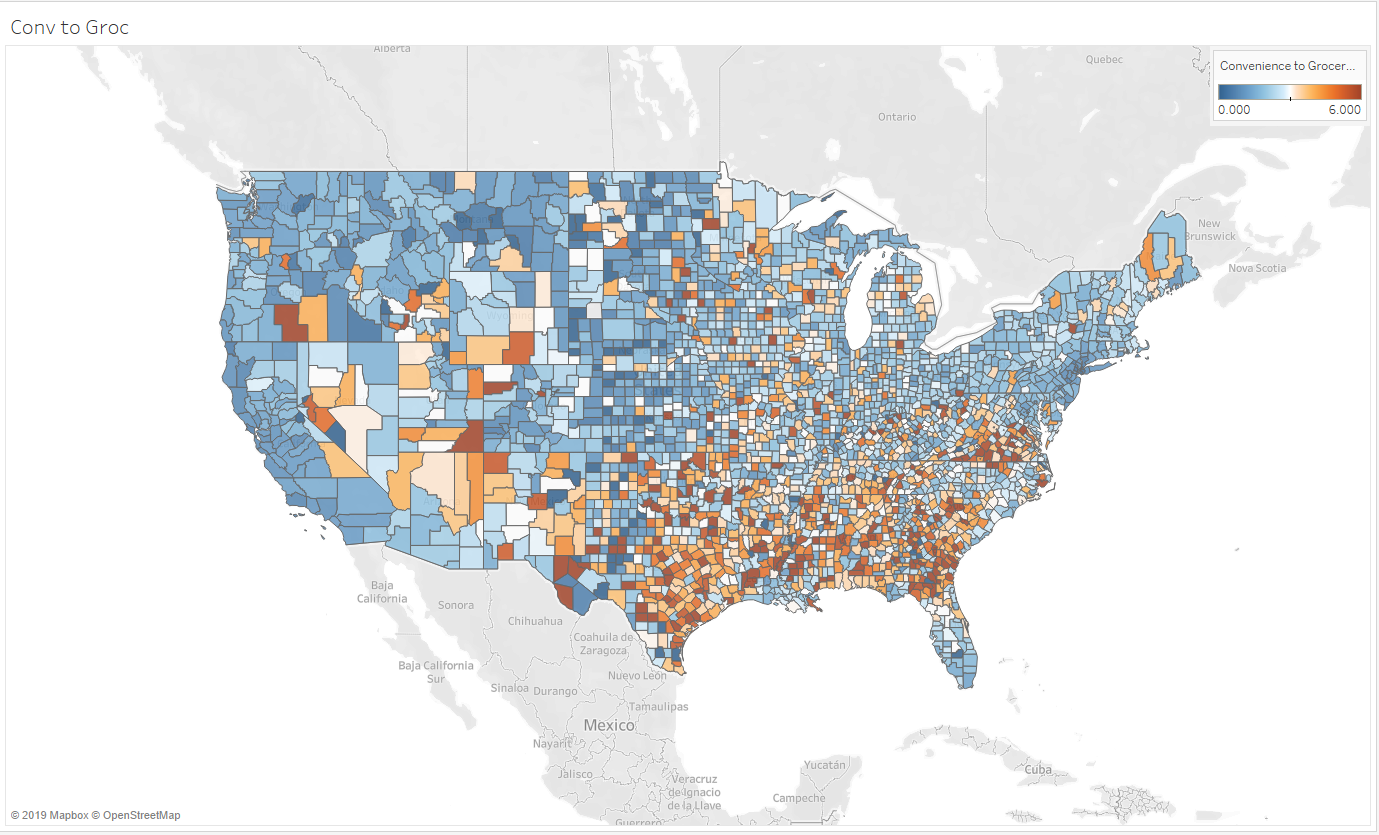 Conv to Groc
Alberta
Quebec
Convenience to Grocer...
0.000
6.000
Ontario
New
Brunswick
Nova Scotia
Wyoming
Baja
California
Sonora
Chihuahua
Coahuila de
Zaragoza
Baja California
Sur
Nuevo León
Sinaloa
Durango
Tamaulipas
Mexico
Nayarit
Jalisco
Yucatán
Cuba
Veracruz
de Ignacio
de la Llave
Campeche
Guerrero
© 2019 Mapbox © OpenStreetMap